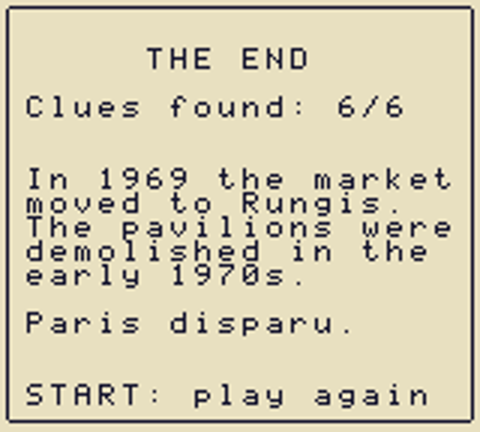 THE END
Clues found: 6/6
In 1969 the market
moved to Rungis.
The pavilions were
demolished in the
early 1970s.
Paris disparu.
START: play again